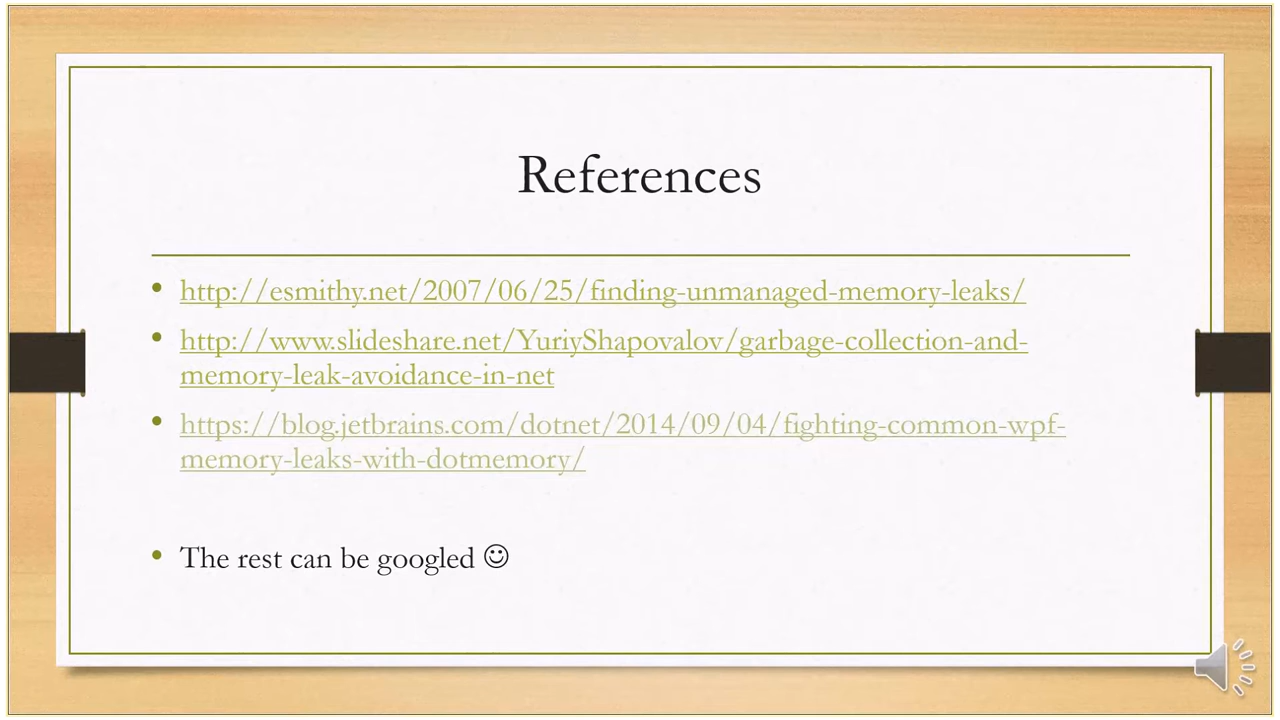 References
• http://esmithy.net/2007/06/25/finding-unmanaged-memory-leaks/
• http://www.slideshare.net/YuriyShapovalov/garbage-collection-and-
memory-leak-avoidance-in-net
• https://blog.jetbrains.com/dotnet/2014/09/04/fighting-common-wpf-
memory-leaks-with-dotmemory/
• The rest can be googled ☺